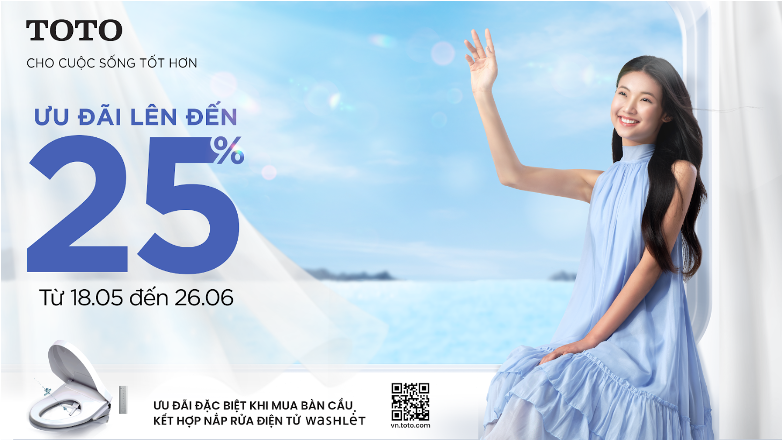 TOTO
CHO CUỘC SỐNG TỐT HƠN
ƯU ĐÃI LÊN ĐẾN
25%
Từ 18.05 đến 26.06
ƯU ĐÃI ĐẶC BIỆT KHI MUA BÀN CẦU,
KẾT HỢP NẮP RỬA ĐIỆN TỬ WASHLET
vn.toto.com